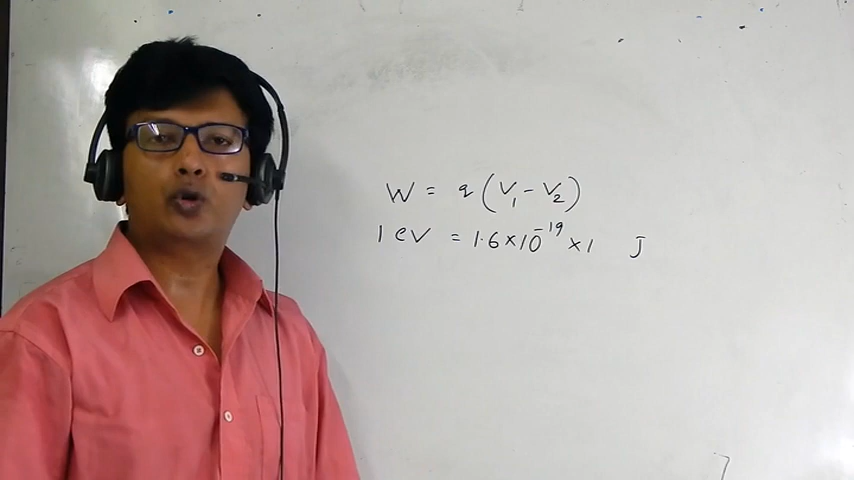 W = q (V₁ - V₂)
1 eV = 1.6×10⁻¹⁹ ×1 J